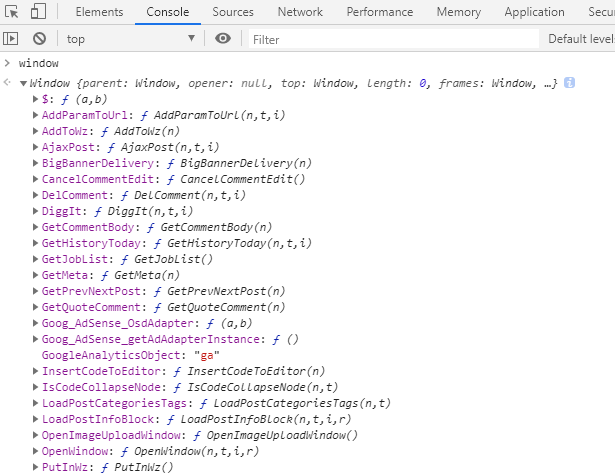 Elements Console Sources Network Performance Memory Application Secu
top Filter Default levels
window
Window {parent: Window, opener: null, top: Window, length: 0, frames: Window, …}
$: ƒ (a,b)
AddParamToUrl: ƒ AddParamToUrl(n,t,i)
AddToWz: ƒ AddToWz(n)
AjaxPost: ƒ AjaxPost(n,t,i)
BigBannerDelivery: ƒ BigBannerDelivery(n)
CancelCommentEdit: ƒ CancelCommentEdit()
DelComment: ƒ DelComment(n,t,i)
DiggIt: ƒ DiggIt(n,t,i)
GetCommentBody: ƒ GetCommentBody(n)
GetHistoryToday: ƒ GetHistoryToday(n,t,i)
GetJobList: ƒ GetJobList()
GetMeta: ƒ GetMeta(n)
GetPrevNextPost: ƒ GetPrevNextPost(n)
GetQuoteComment: ƒ GetQuoteComment(n)
Goog_AdSense_OsdAdapter: ƒ (a,b)
Goog_AdSense_getAdAdapterInstance: ƒ ()
GoogleAnalyticsObject: "ga"
InsertCodeToEditor: ƒ InsertCodeToEditor(n)
IsCodeCollapseNode: ƒ IsCodeCollapseNode(n,t)
LoadPostCategoriesTags: ƒ LoadPostCategoriesTags(n,t)
LoadPostInfoBlock: ƒ LoadPostInfoBlock(n,t,i,r)
OpenImageUploadWindow: ƒ OpenImageUploadWindow()
OpenWindow: ƒ OpenWindow(n,t,i,r)
PutInWz: ƒ PutInWz()